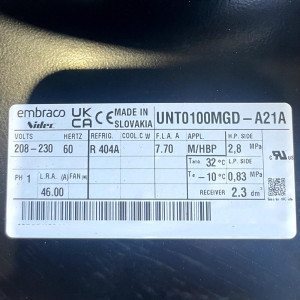 embraco UK CA CE MADE IN SLOVAKIA UNT0100MGD-A21A
Nidec
VOLTS HERTZ REFRIG. COOL.C W F.L.A. A APPL. H.P. SIDE
208-230 60 R 404A 7.70 M/HBP 2,8 MPa
Tamb 32°C L.P. SIDE
PH 1 L.R.A. (A) FAN (M) T -10°C 0,83 MPa
46.00 RECEIVER 2.3 dm³
c RU US